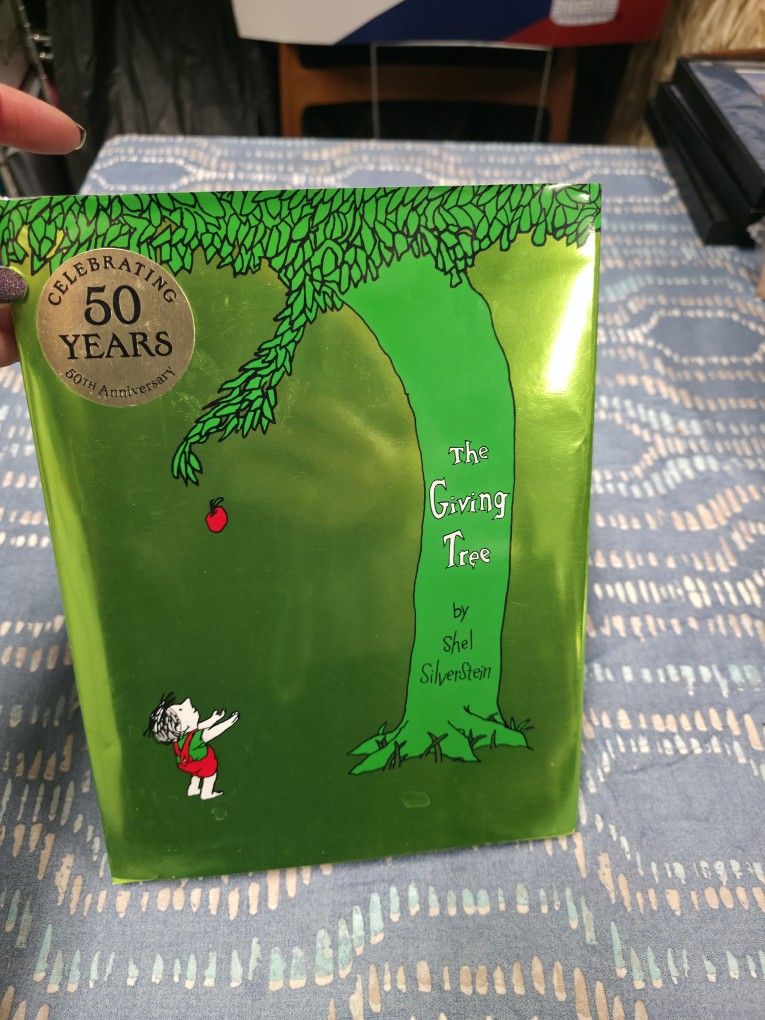 CELEBRATING
50
YEARS
50TH Anniversary
The
Giving
Tree
by
Shel
Silverstein